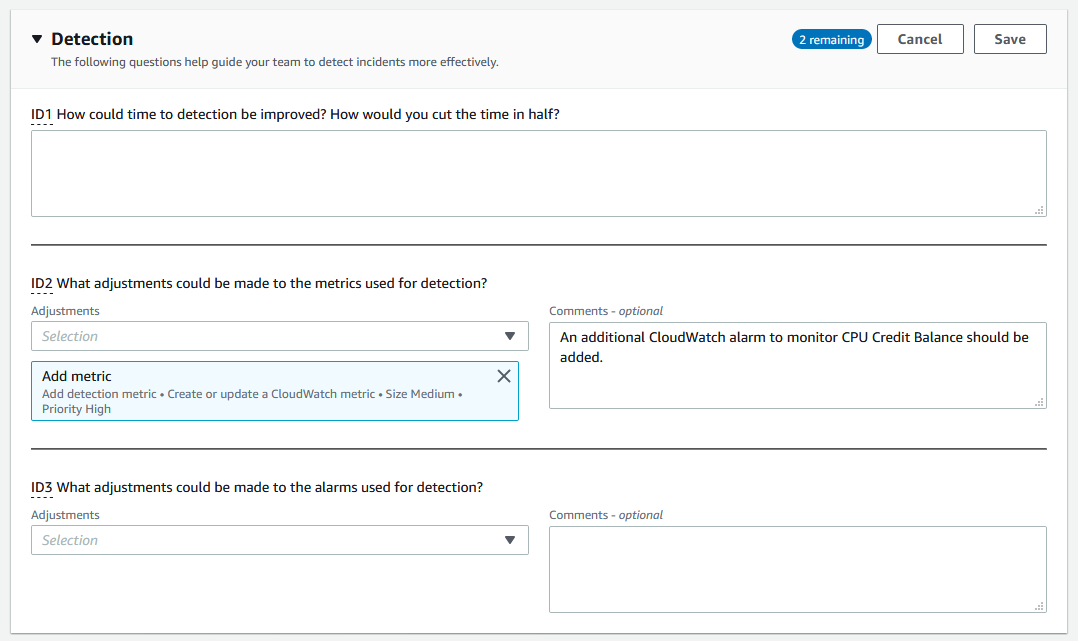 Detection
2 remaining
Cancel
Save
The following questions help guide your team to detect incidents more effectively.
ID1 How could time to detection be improved? How would you cut the time in half?
ID2 What adjustments could be made to the metrics used for detection?
Adjustments
Selection
Add metric
Add detection metric • Create or update a CloudWatch metric • Size Medium •
Priority High
Comments - optional
An additional CloudWatch alarm to monitor CPU Credit Balance should be
added.
ID3 What adjustments could be made to the alarms used for detection?
Adjustments
Selection
Comments - optional